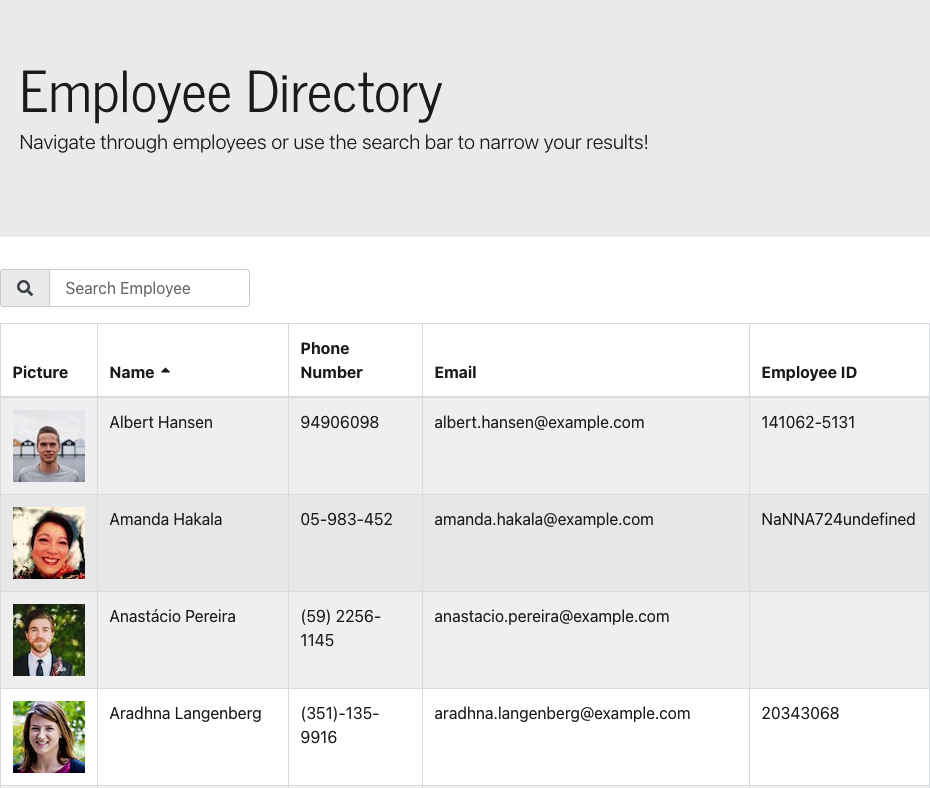 Employee Directory
Navigate through employees or use the search bar to narrow your results!
Search Employee
Picture Name Phone Number Email Employee ID
Albert Hansen 94906098 albert.hansen@example.com 141062-5131
Amanda Hakala 05-983-452 amanda.hakala@example.com NaNNA724undefined
Anastácio Pereira (59) 2256-1145 anastacio.pereira@example.com
Aradhna Langenberg (351)-135-9916 aradhna.langenberg@example.com 20343068